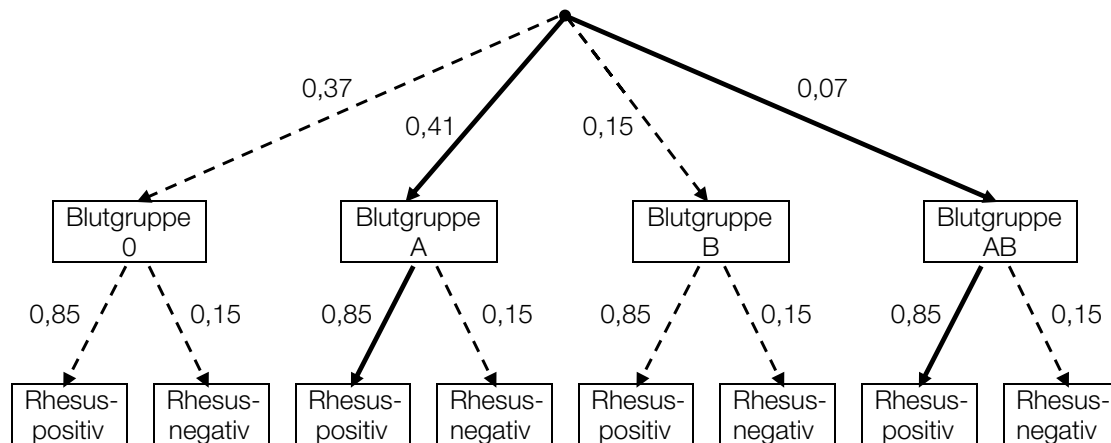 0,37
0,41
0,15
0,07
Blutgruppe
0
Blutgruppe
A
Blutgruppe
B
Blutgruppe
AB
0,85
0,15
0,85
0,15
0,85
0,15
0,85
0,15
Rhesus-
positiv
Rhesus-
negativ
Rhesus-
positiv
Rhesus-
negativ
Rhesus-
positiv
Rhesus-
negativ
Rhesus-
positiv
Rhesus-
negativ